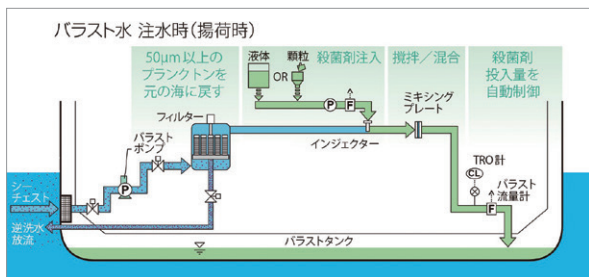 バラスト水 注水時(揚荷時)
50μm以上の
プランクトンを
元の海に戻す
液体
OR
顆粒
殺菌剤注入
撹拌/混合
殺菌剤
投入量を
自動制御
P
F
ミキシング
プレート
フィルター
インジェクター
バラスト
ポンプ
P
TRO計
CL
バラスト
流量計
F
シー
チェスト
逆洗水
放流
バラストタンク